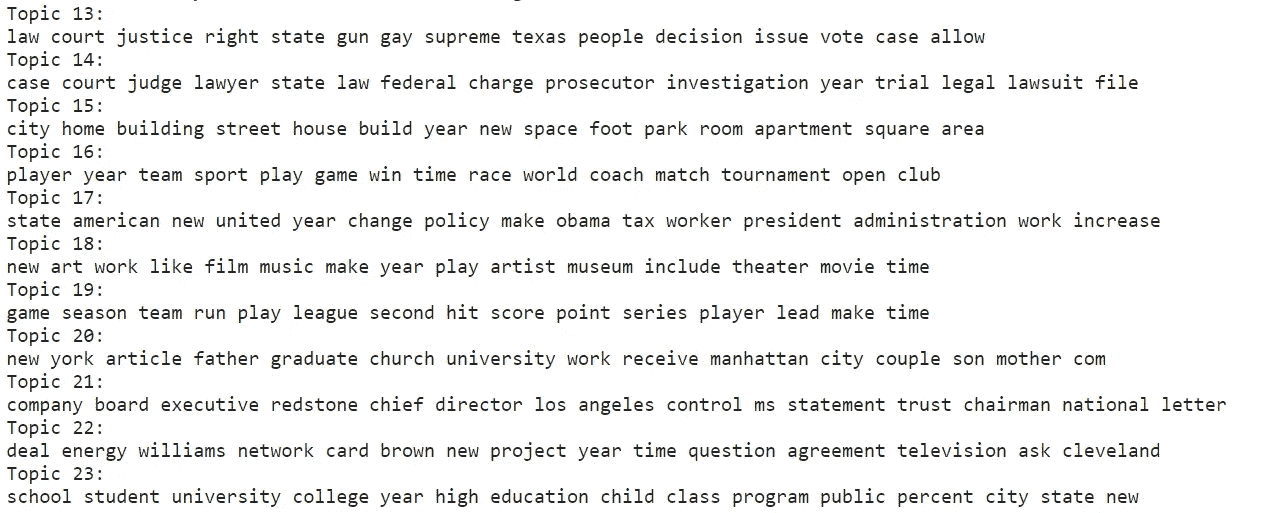 Topic 13:
law court justice right state gun gay supreme texas people decision issue vote case allow
Topic 14:
case court judge lawyer state law federal charge prosecutor investigation year trial legal lawsuit file
Topic 15:
city home building street house build year new space foot park room apartment square area
Topic 16:
player year team sport play game win time race world coach match tournament open club
Topic 17:
state american new united year change policy make obama tax worker president administration work increase
Topic 18:
new art work like film music make year play artist museum include theater movie time
Topic 19:
game season team run play league second hit score point series player lead make time
Topic 20:
new york article father graduate church university work receive manhattan city couple son mother com
Topic 21:
company board executive redstone chief director los angeles control ms statement trust chairman national letter
Topic 22:
deal energy williams network card brown new project year time question agreement television ask cleveland
Topic 23:
school student university college year high education child class program public percent city state new